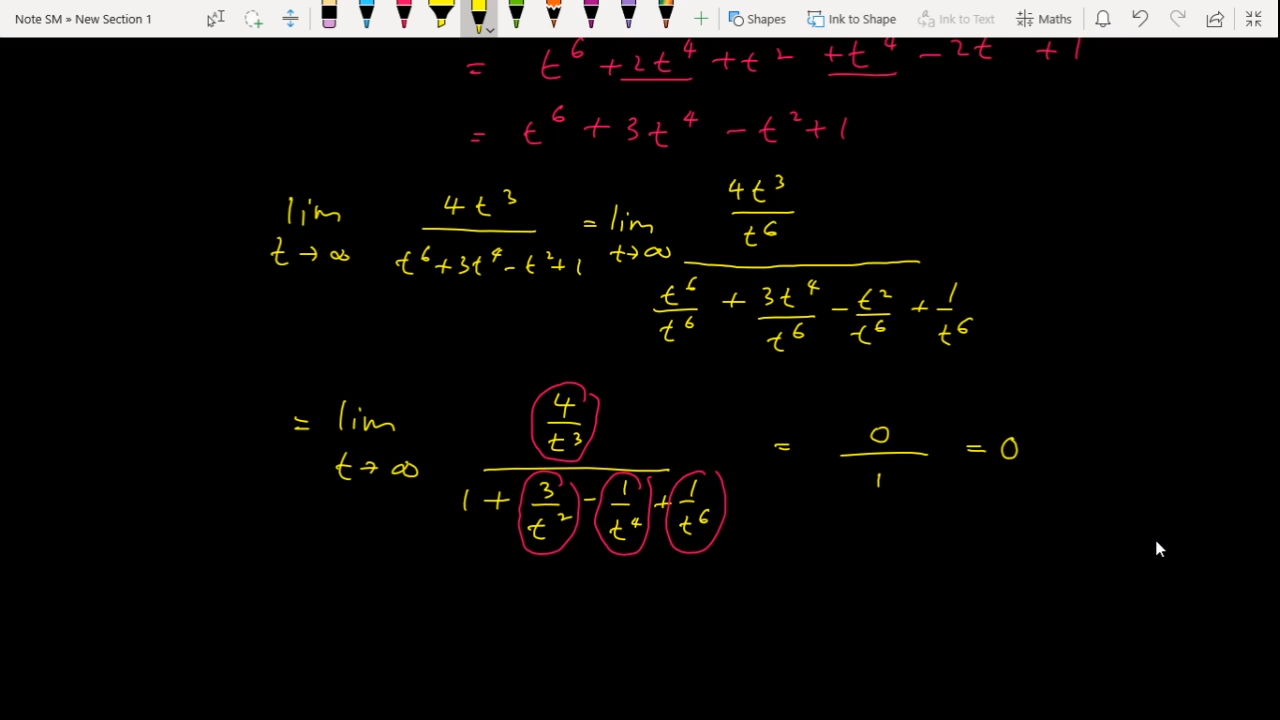 Note SM » New Section 1 Shapes Ink to Shape Ink to Text Maths
= t⁶ + 2t⁴ + t² + t⁴ - 2t + 1
= t⁶ + 3t⁴ - t² + 1
lim t→∞ 4t³ / (t⁶ + 3t⁴ - t² + 1) = lim t→∞ (4t³/t⁶) / (t⁶/t⁶ + 3t⁴/t⁶ - t²/t⁶ + 1/t⁶)
= lim t→∞ (4/t³) / (1 + 3/t² - 1/t⁴ + 1/t⁶) = 0/1 = 0